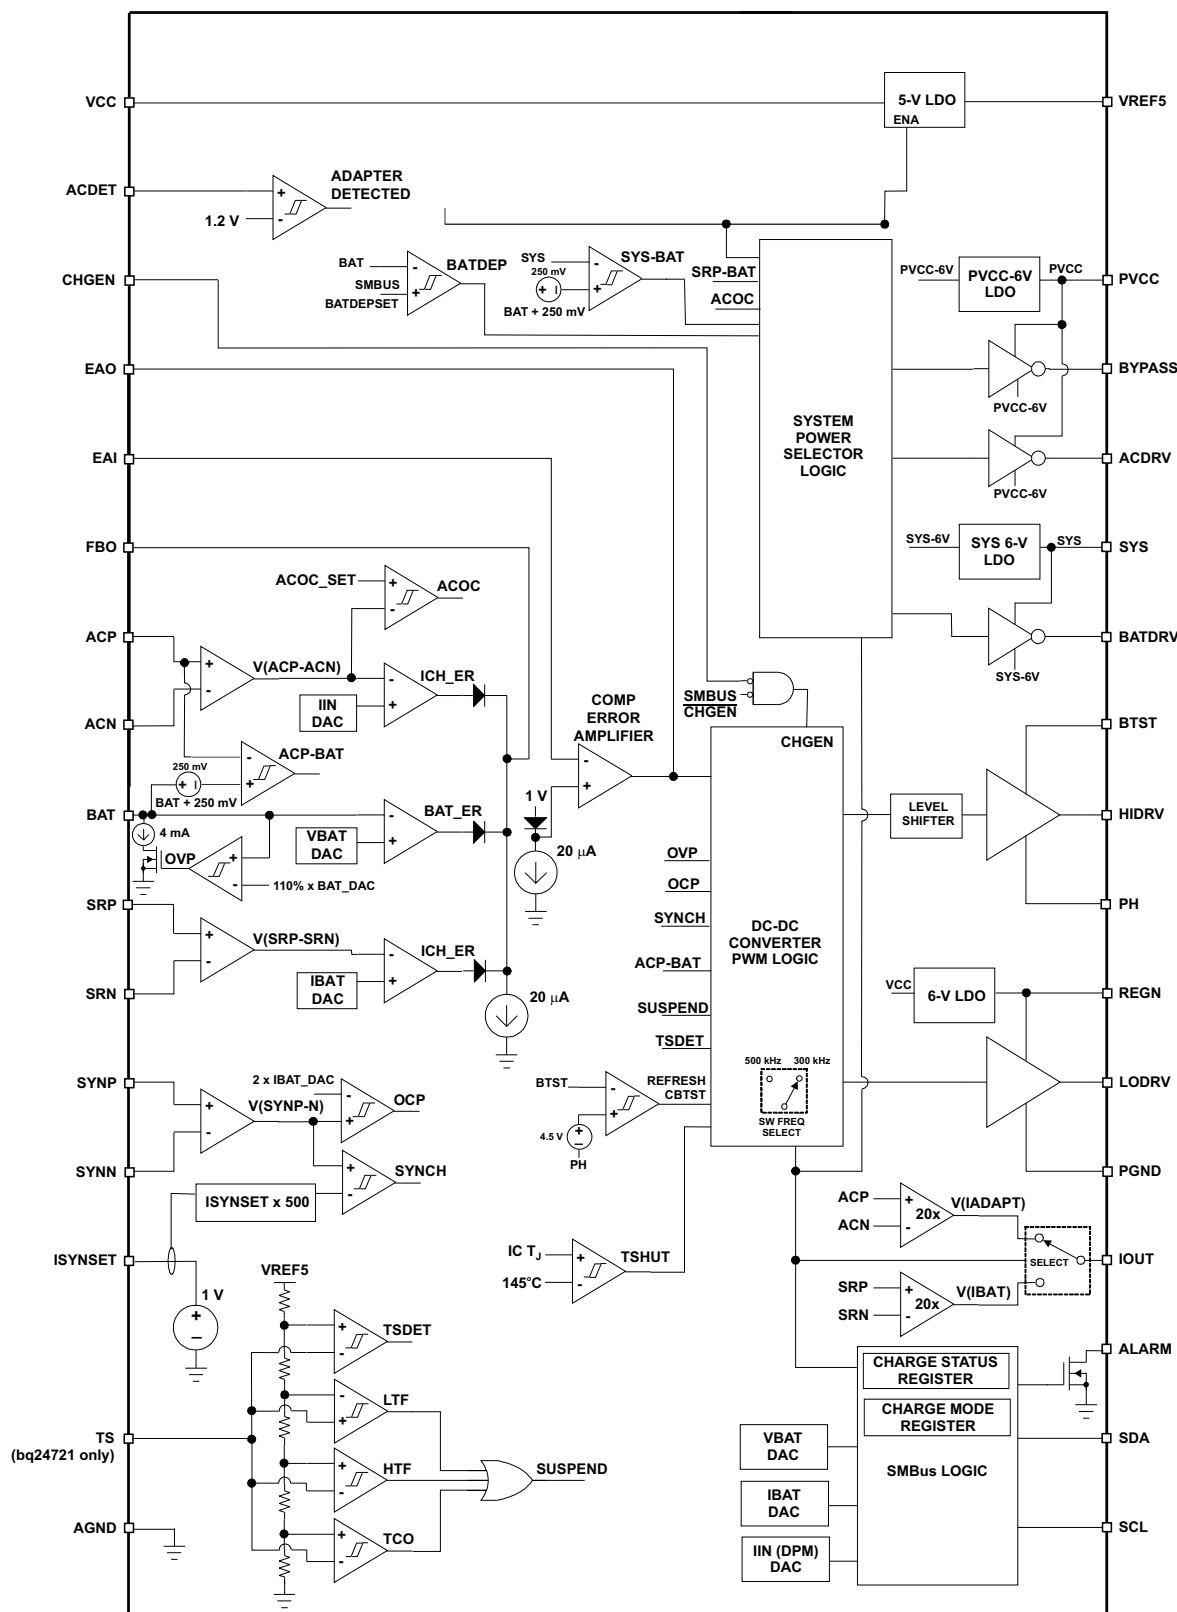 VCC
5-V LDO
ENA
VREF5
ACDET
+
-
1.2 V
ADAPTER
DETECTED
CHGEN
BAT
SMBUS
BATDEPSET
-
+
BATDEP
SYS
250 mV
+ -
BAT + 250 mV
-
+
SYS-BAT
SRP-BAT
ACOC
SYSTEM
POWER
SELECTOR
LOGIC
PVCC-6V
PVCC-6V
LDO
PVCC
PVCC
EAO
BYPASS
PVCC-6V
EAI
ACDRV
PVCC-6V
FBO
SYS-6V
SYS 6-V
LDO
SYS
SYS
ACOC_SET
+
-
ACOC
BATDRV
SYS-6V
ACP
+
-
V(ACP-ACN)
ACN
-
+
ICH_ER
IIN
DAC
SMBUS
CHGEN
COMP
ERROR
AMPLIFIER
-
+
CHGEN
BTST
-
+
ACP-BAT
250 mV
+ -
BAT + 250 mV
BAT
4 mA
-
+
BAT_ER
VBAT
DAC
1 V
20 μA
LEVEL
SHIFTER
HIDRV
OVP
+
-
110% x BAT_DAC
OVP
OCP
SYNCH
ACP-BAT
SUSPEND
TSDET
DC-DC
CONVERTER
PWM LOGIC
PH
SRP
+
-
V(SRP-SRN)
SRN
-
+
ICH_ER
IBAT
DAC
20 μA
VCC
6-V LDO
REGN
SYNP
+
-
V(SYNP-N)
SYNN
2 x IBAT_DAC
-
+
OCP
+
-
SYNCH
ISYNSET x 500
BTST
-
+
4.5 V
+
-
PH
REFRESH
CBTST
500 kHz
300 kHz
SW FREQ
SELECT
LODRV
PGND
ISYNSET
1 V
+
-
IC TJ
145°C
+
-
TSHUT
ACP
ACN
+
-
20x
V(IADAPT)
SELECT
IOUT
SRP
SRN
+
-
20x
V(IBAT)
VREF5
+
-
TSDET
-
+
LTF
+
-
HTF
+
-
TCO
SUSPEND
TS
(bq24721 only)
AGND
CHARGE STATUS
REGISTER
CHARGE MODE
REGISTER
SMBus LOGIC
VBAT
DAC
IBAT
DAC
IIN (DPM)
DAC
ALARM
SDA
SCL